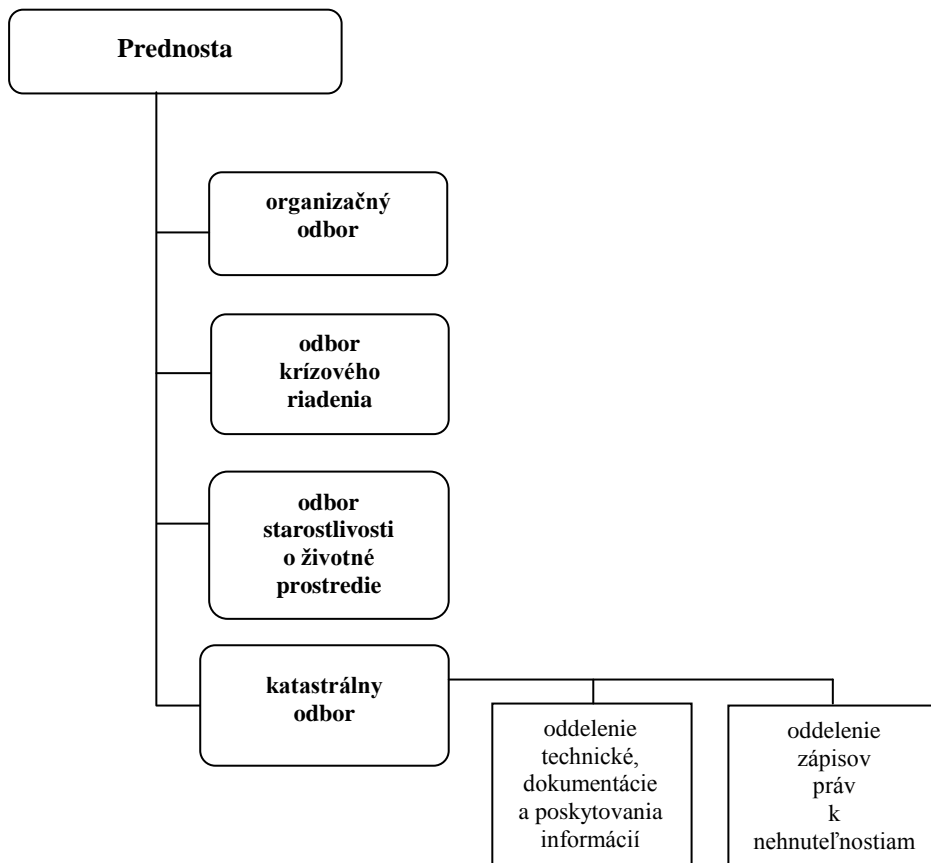 Prednosta
organizačný
odbor
odbor
krízového
riadenia
odbor
starostlivosti
o životné
prostredie
katastrálny
odbor
oddelenie
technické,
dokumentácie
a poskytovania
informácií
oddelenie
zápisov
práv
k
nehnuteľnostiam